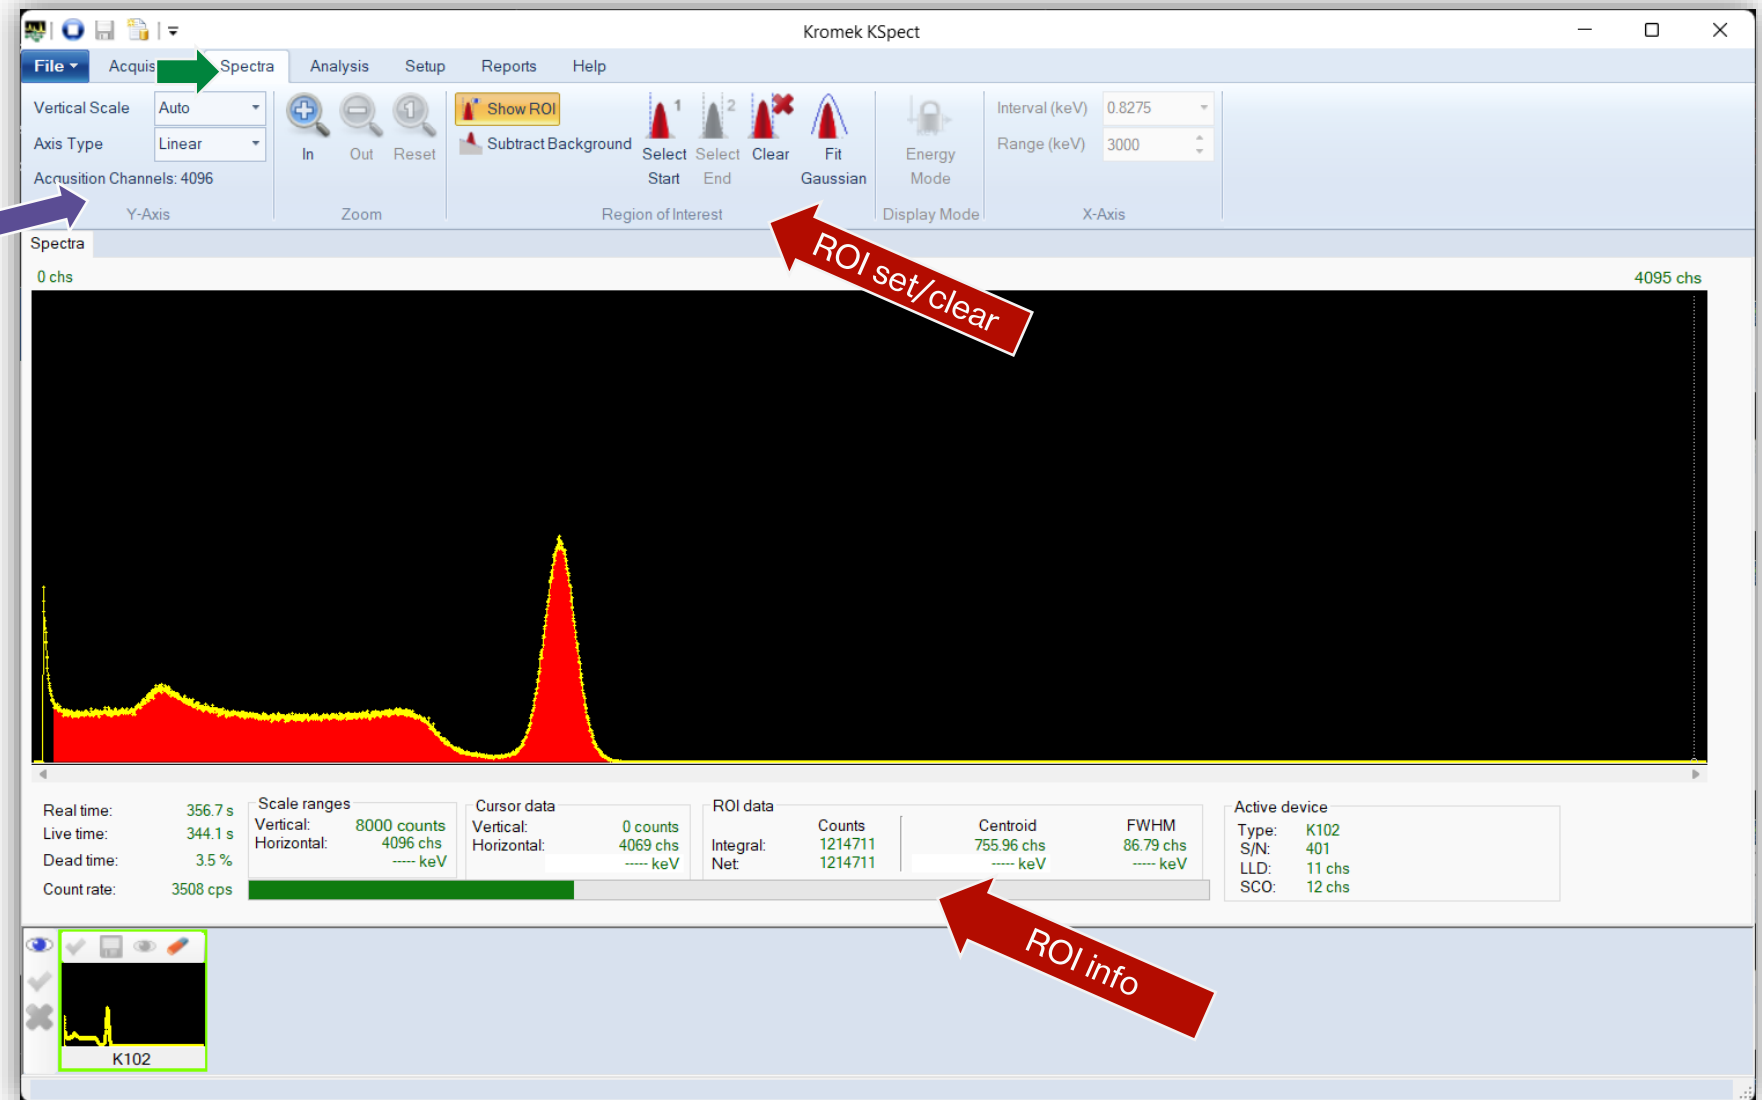 Kromek KSpect
File Acquis Spectra Analysis Setup Reports Help
Vertical Scale Auto
Axis Type Linear
Acqusition Channels: 4096
Y-Axis
In Out Reset
Zoom
Show ROI
Subtract Background
1 Select Start
2 Select End
Clear
Fit Gaussian
Region of Interest
Energy Mode
Display Mode
Interval (keV) 0.8275
Range (keV) 3000
X-Axis
ROI set/clear
Spectra
0 chs 4095 chs
Real time: 356.7 s
Live time: 344.1 s
Dead time: 3.5 %
Count rate: 3508 cps
Scale ranges
Vertical: 8000 counts
Horizontal: 4096 chs
----- keV
Cursor data
Vertical: 0 counts
Horizontal: 4069 chs
----- keV
ROI data
Counts Centroid FWHM
Integral: 1214711 755.96 chs 86.79 chs
Net: 1214711 ----- keV ----- keV
Active device
Type: K102
S/N: 401
LLD: 11 chs
SCO: 12 chs
ROI info
K102